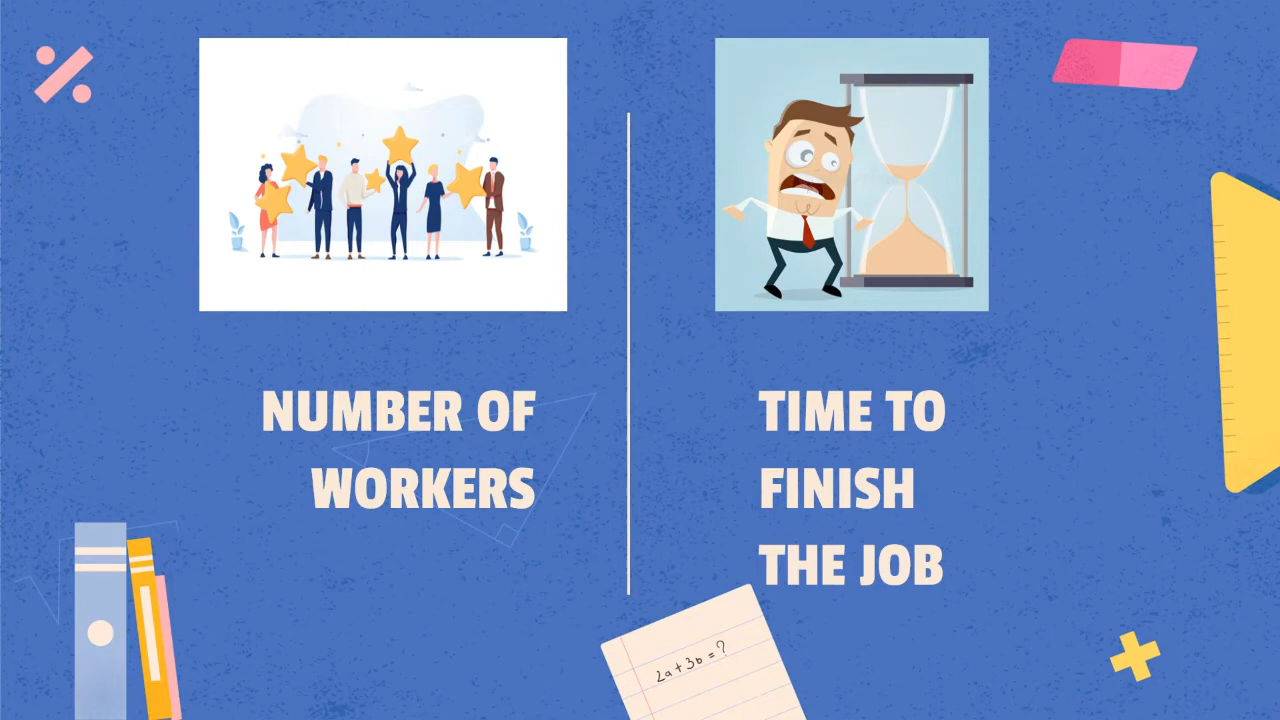 NUMBER OF
WORKERS
TIME TO
FINISH
THE JOB
2a+3b=?